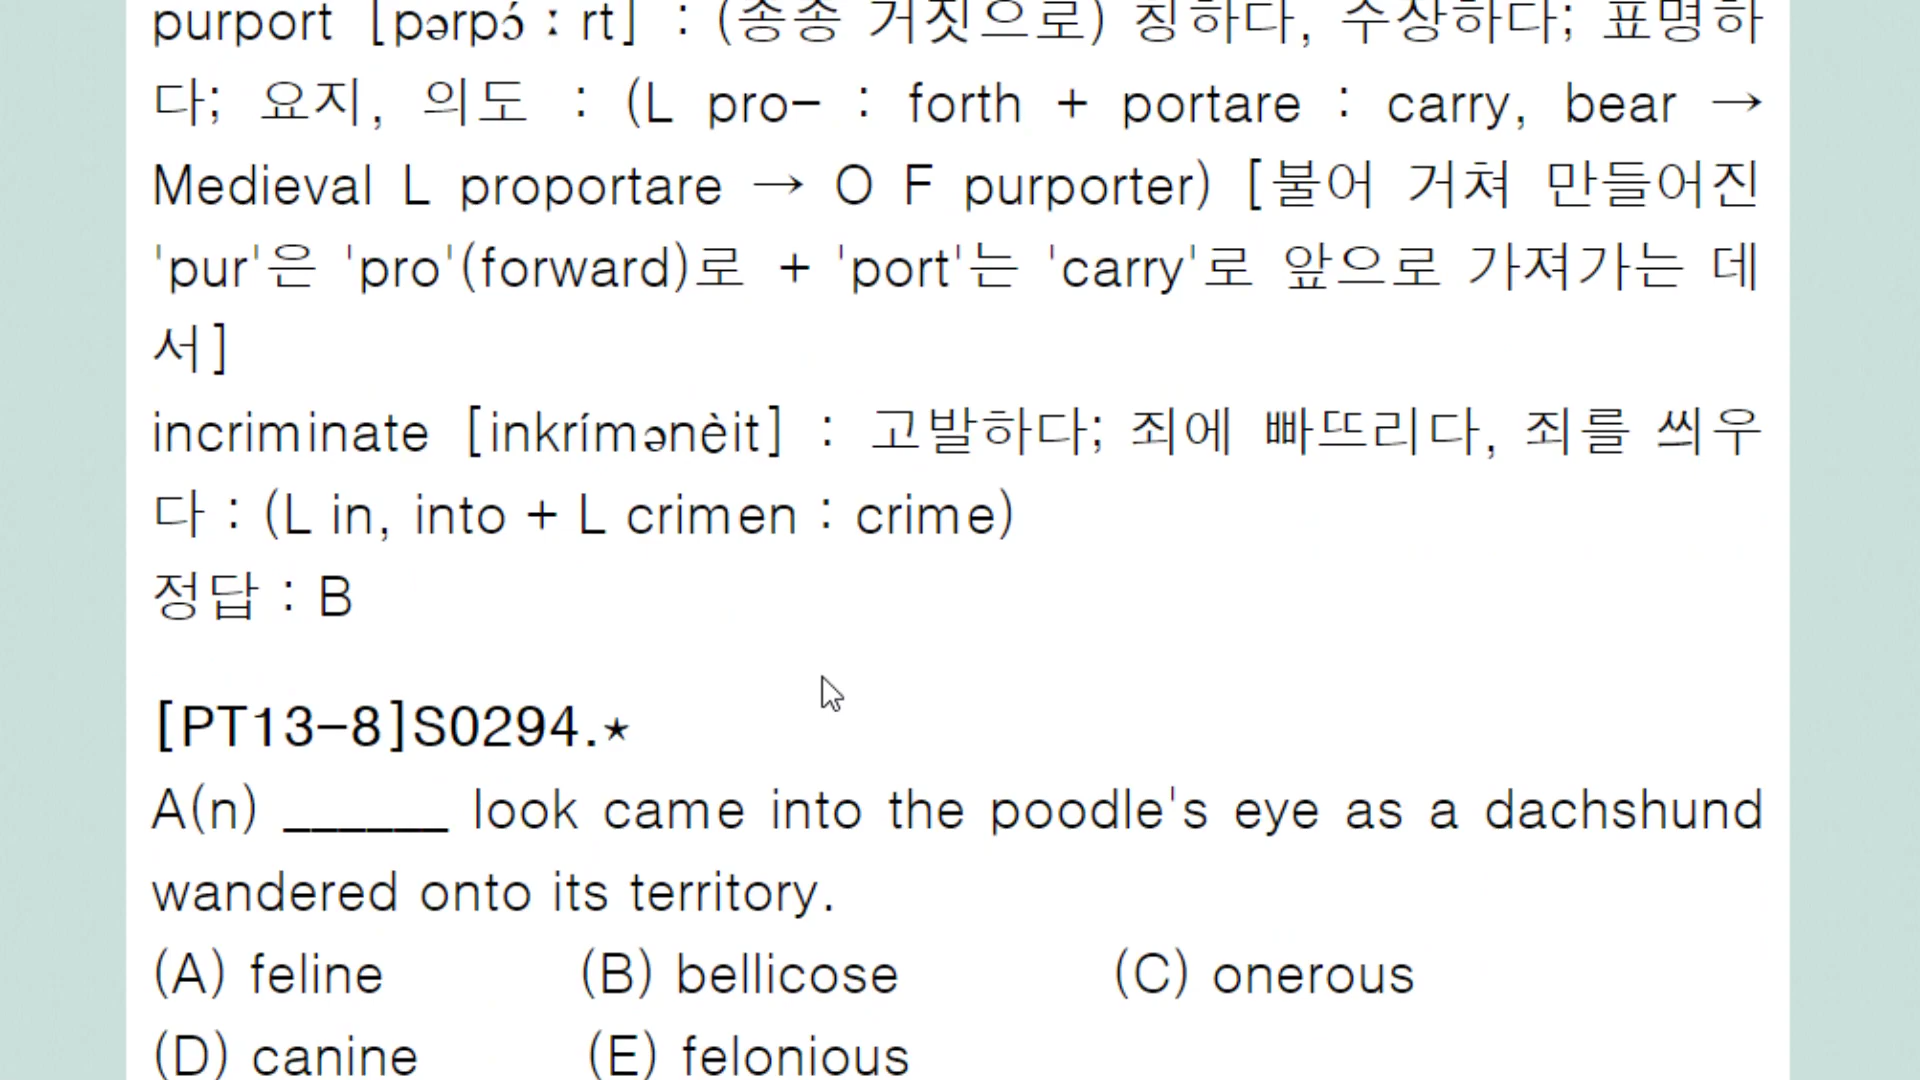 purport [pərpɔ́ːrt] : (종종 거짓으로) 칭하다, 주장하다; 표명하
다; 요지, 의도 : (L pro- : forth + portare : carry, bear →
Medieval L proportare → O F purporter) [불어 거쳐 만들어진
'pur'은 'pro'(forward)로 + 'port'는 'carry'로 앞으로 가져가는 데
서]
incriminate [inkrímənèit] : 고발하다; 죄에 빠뜨리다, 죄를 씌우
다 : (L in, into + L crimen : crime)
정답 : B
[PT13-8]S0294.★
A(n) ______ look came into the poodle's eye as a dachshund
wandered onto its territory.
(A) feline (B) bellicose (C) onerous
(D) canine (E) felonious